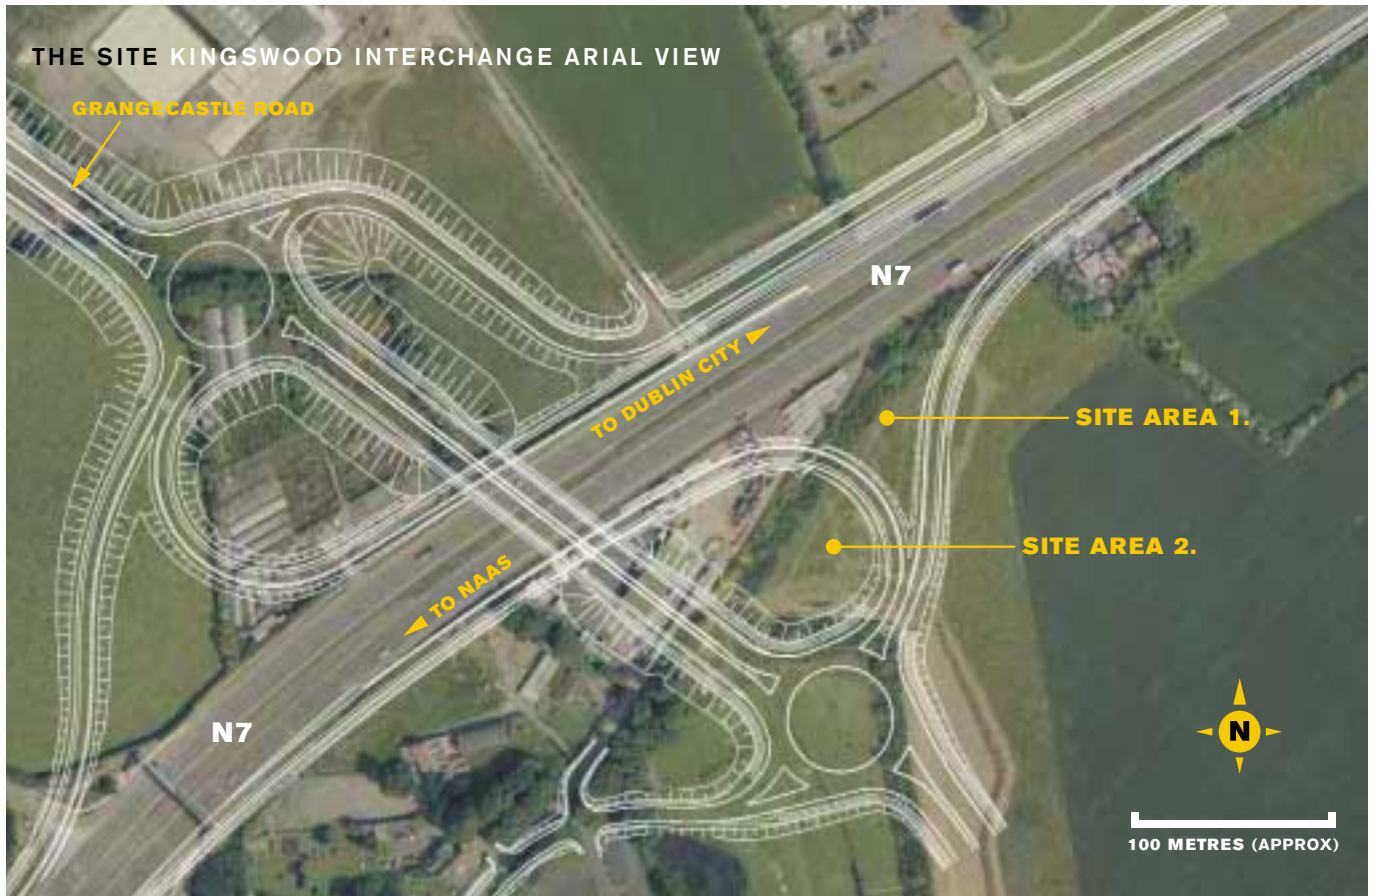 THE SITE KINGSWOOD INTERCHANGE ARIAL VIEW
GRANGECASTLE ROAD
N7
TO DUBLIN CITY
SITE AREA 1.
SITE AREA 2.
TO NAAS
N7
N
100 METRES (APPROX)